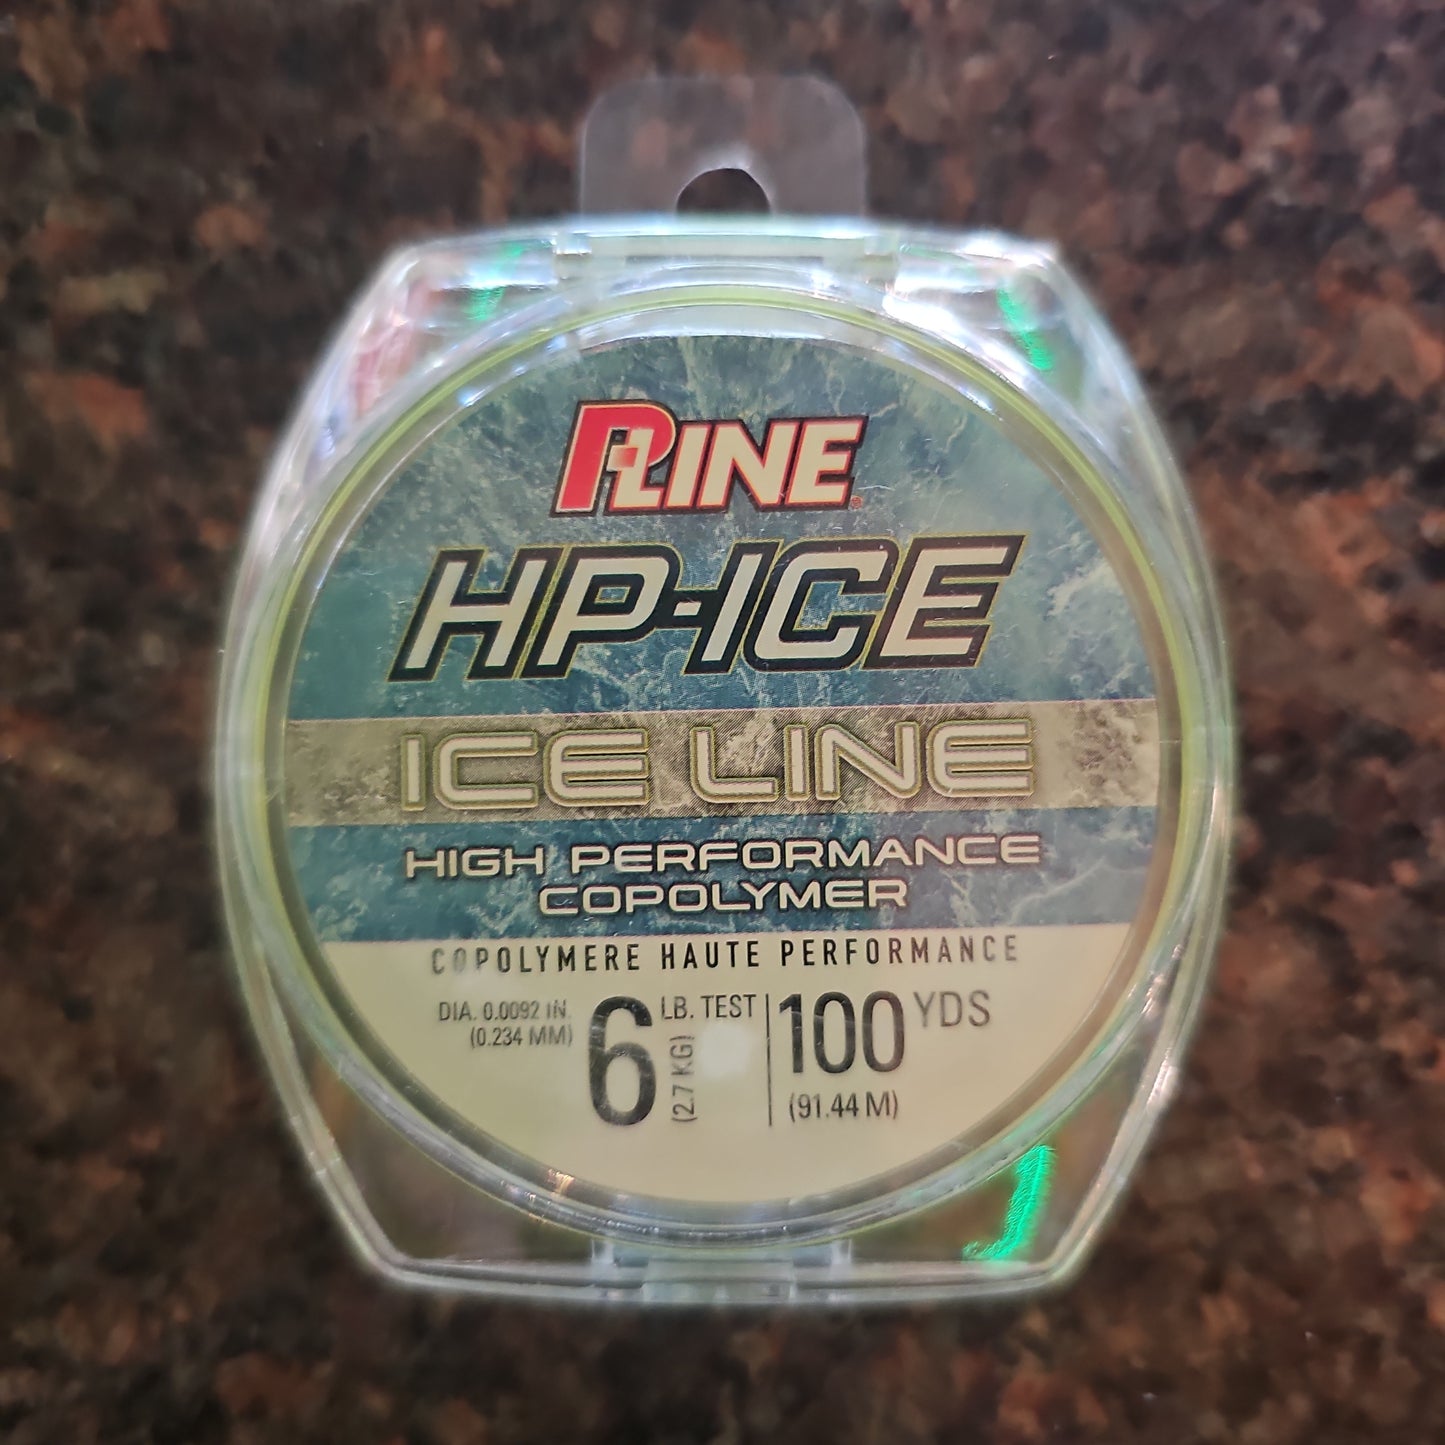 P-LINE®
HP-ICE
ICE LINE
HIGH PERFORMANCE
COPOLYMER
COPOLYMERE HAUTE PERFORMANCE
DIA. 0.0092 IN. 6 LB. TEST 100 YDS
(0.234 MM) (2.7 KG) (91.44 M)